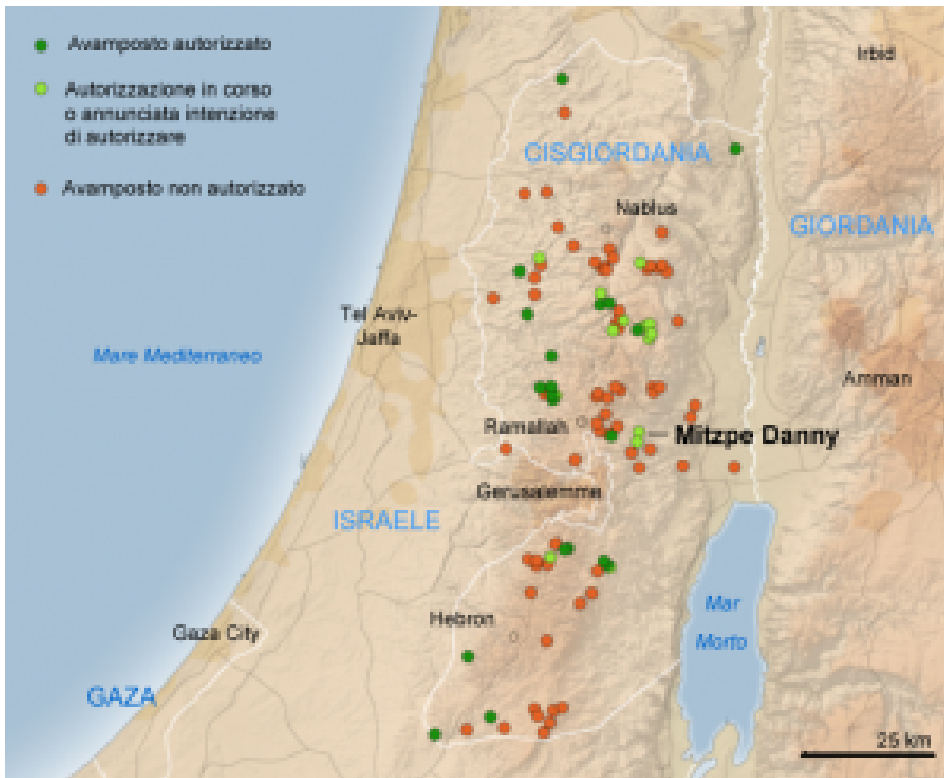 Avamposto autorizzato
Autorizzazione in corso
o annunciata intenzione
di autorizzare
Avamposto non autorizzato
Irbid
CISGIORDANIA
Nablus
GIORDANIA
Tel Aviv-
Jaffa
Mare Mediterraneo
Amman
Ramallah
Mitzpe Danny
Gerusalemme
ISRAELE
Mar
Morto
Hebron
Gaza City
GAZA
25 km